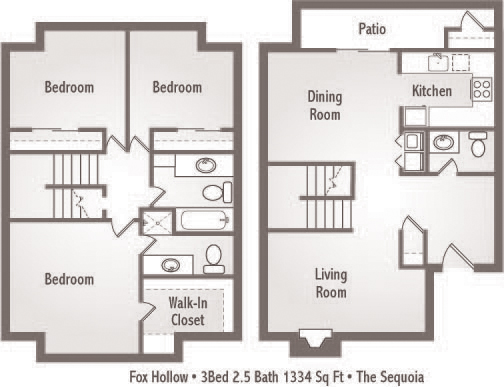 Patio
Bedroom
Bedroom
Kitchen
Dining
Room
Bedroom
Living
Room
Walk-In
Closet
Fox Hollow • 3Bed 2.5 Bath 1334 Sq Ft • The Sequoia